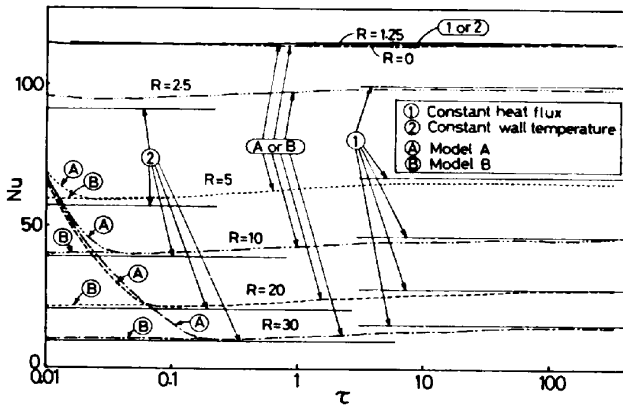 R=1.25
1 or 2
R=0
100
R=2.5
① Constant heat flux
② Constant wall temperature
Ⓐ Model A
Ⓑ Model B
②
A or B
①
Ⓐ
Ⓑ
R=5
Nu
50
Ⓐ
Ⓑ
R=10
Ⓐ
R=20
Ⓑ
Ⓐ
R=30
Ⓑ
0
0.01
0.1
1
10
100
τ